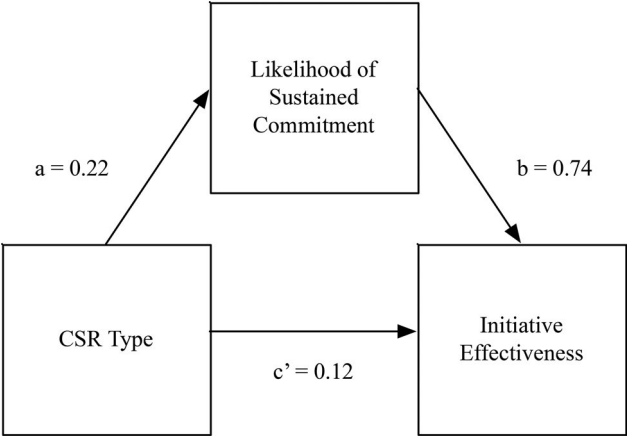 Likelihood of
Sustained
Commitment
a = 0.22
b = 0.74
CSR Type
Initiative
Effectiveness
c’ = 0.12